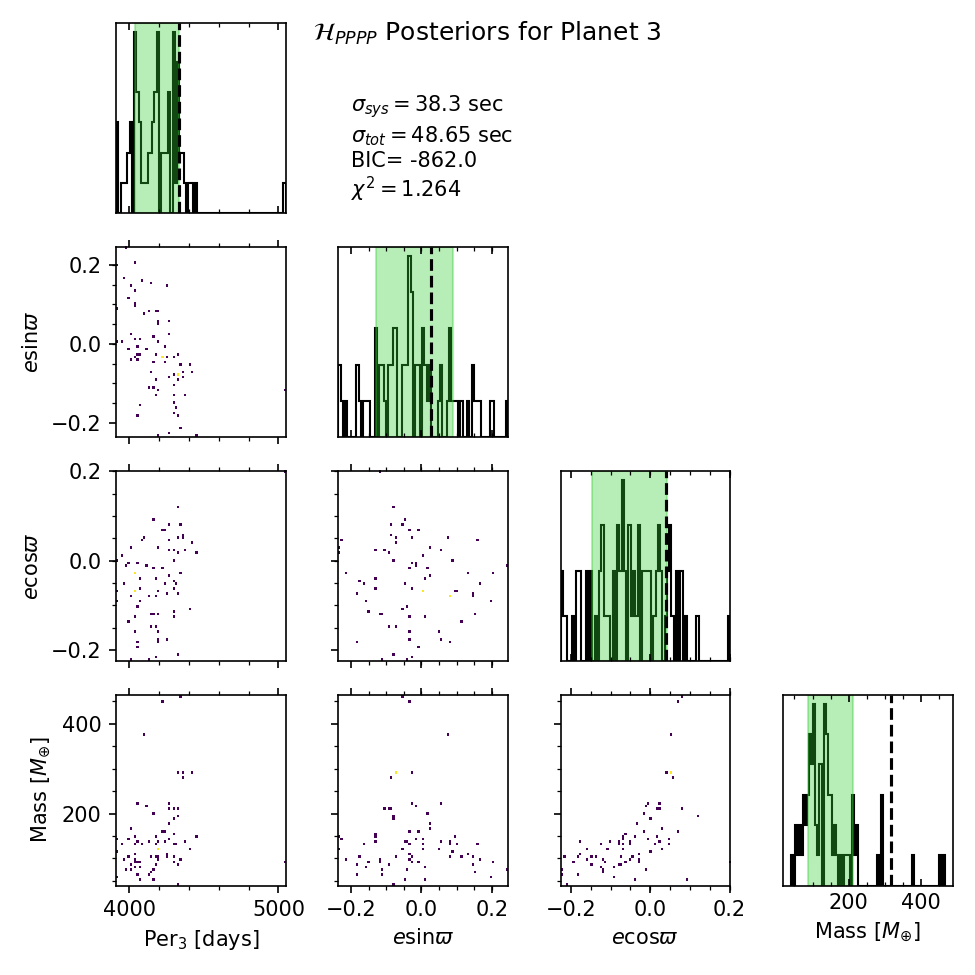 ℋ_PPPP Posteriors for Planet 3
σ_sys = 38.3 sec
σ_tot = 48.65 sec
BIC= -862.0
χ² = 1.264
0.2
0.0
−0.2
esinϖ
0.2
0.0
−0.2
ecosϖ
400
200
Mass [M⊕]
4000 5000
Per₃ [days]
−0.2 0.0 0.2
esinϖ
−0.2 0.0 0.2
ecosϖ
200 400
Mass [M⊕]